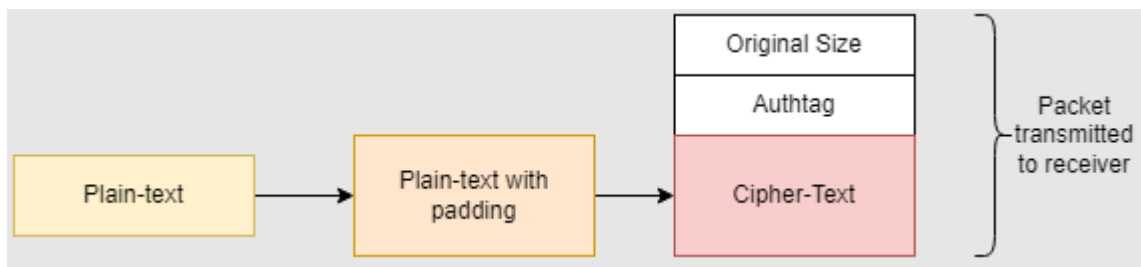 Plain-text
Plain-text with
padding
Original Size
Authtag
Cipher-Text
Packet
transmitted
to receiver